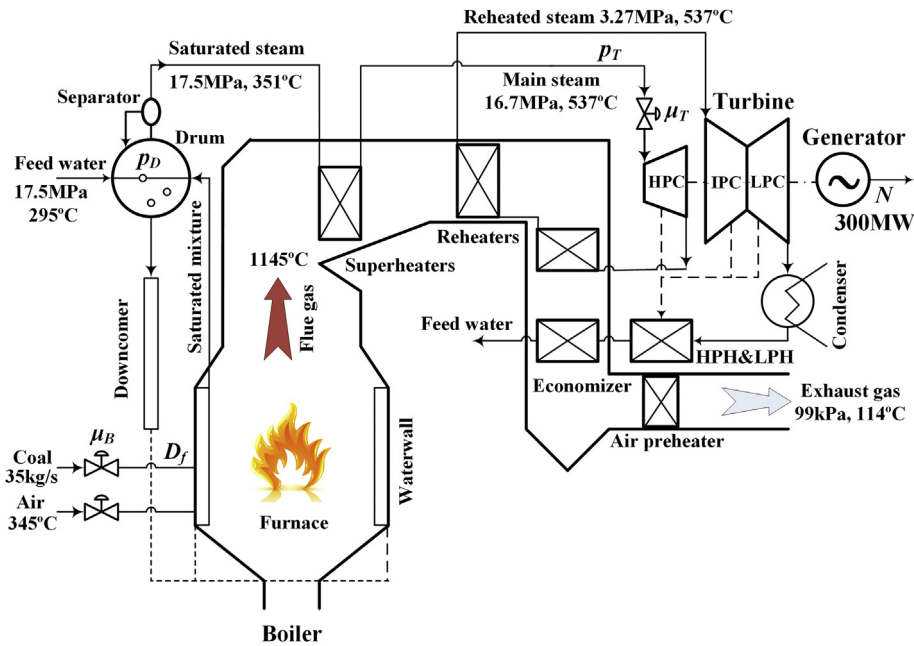 Reheated steam 3.27MPa, 537ºC
Saturated steam
17.5MPa, 351ºC
p_T
Main steam
16.7MPa, 537ºC
μ_T
Separator
Turbine
Drum
Generator
Feed water
p_D
17.5MPa
295ºC
HPC
IPC
LPC
N
300MW
Saturated mixture
Reheaters
1145ºC
Superheaters
Flue gas
Condenser
Downcomer
Feed water
HPH&LPH
Economizer
Exhaust gas
99kPa, 114ºC
Air preheater
μ_B
D_f
Waterwall
Coal
35kg/s
Air
345ºC
Furnace
Boiler